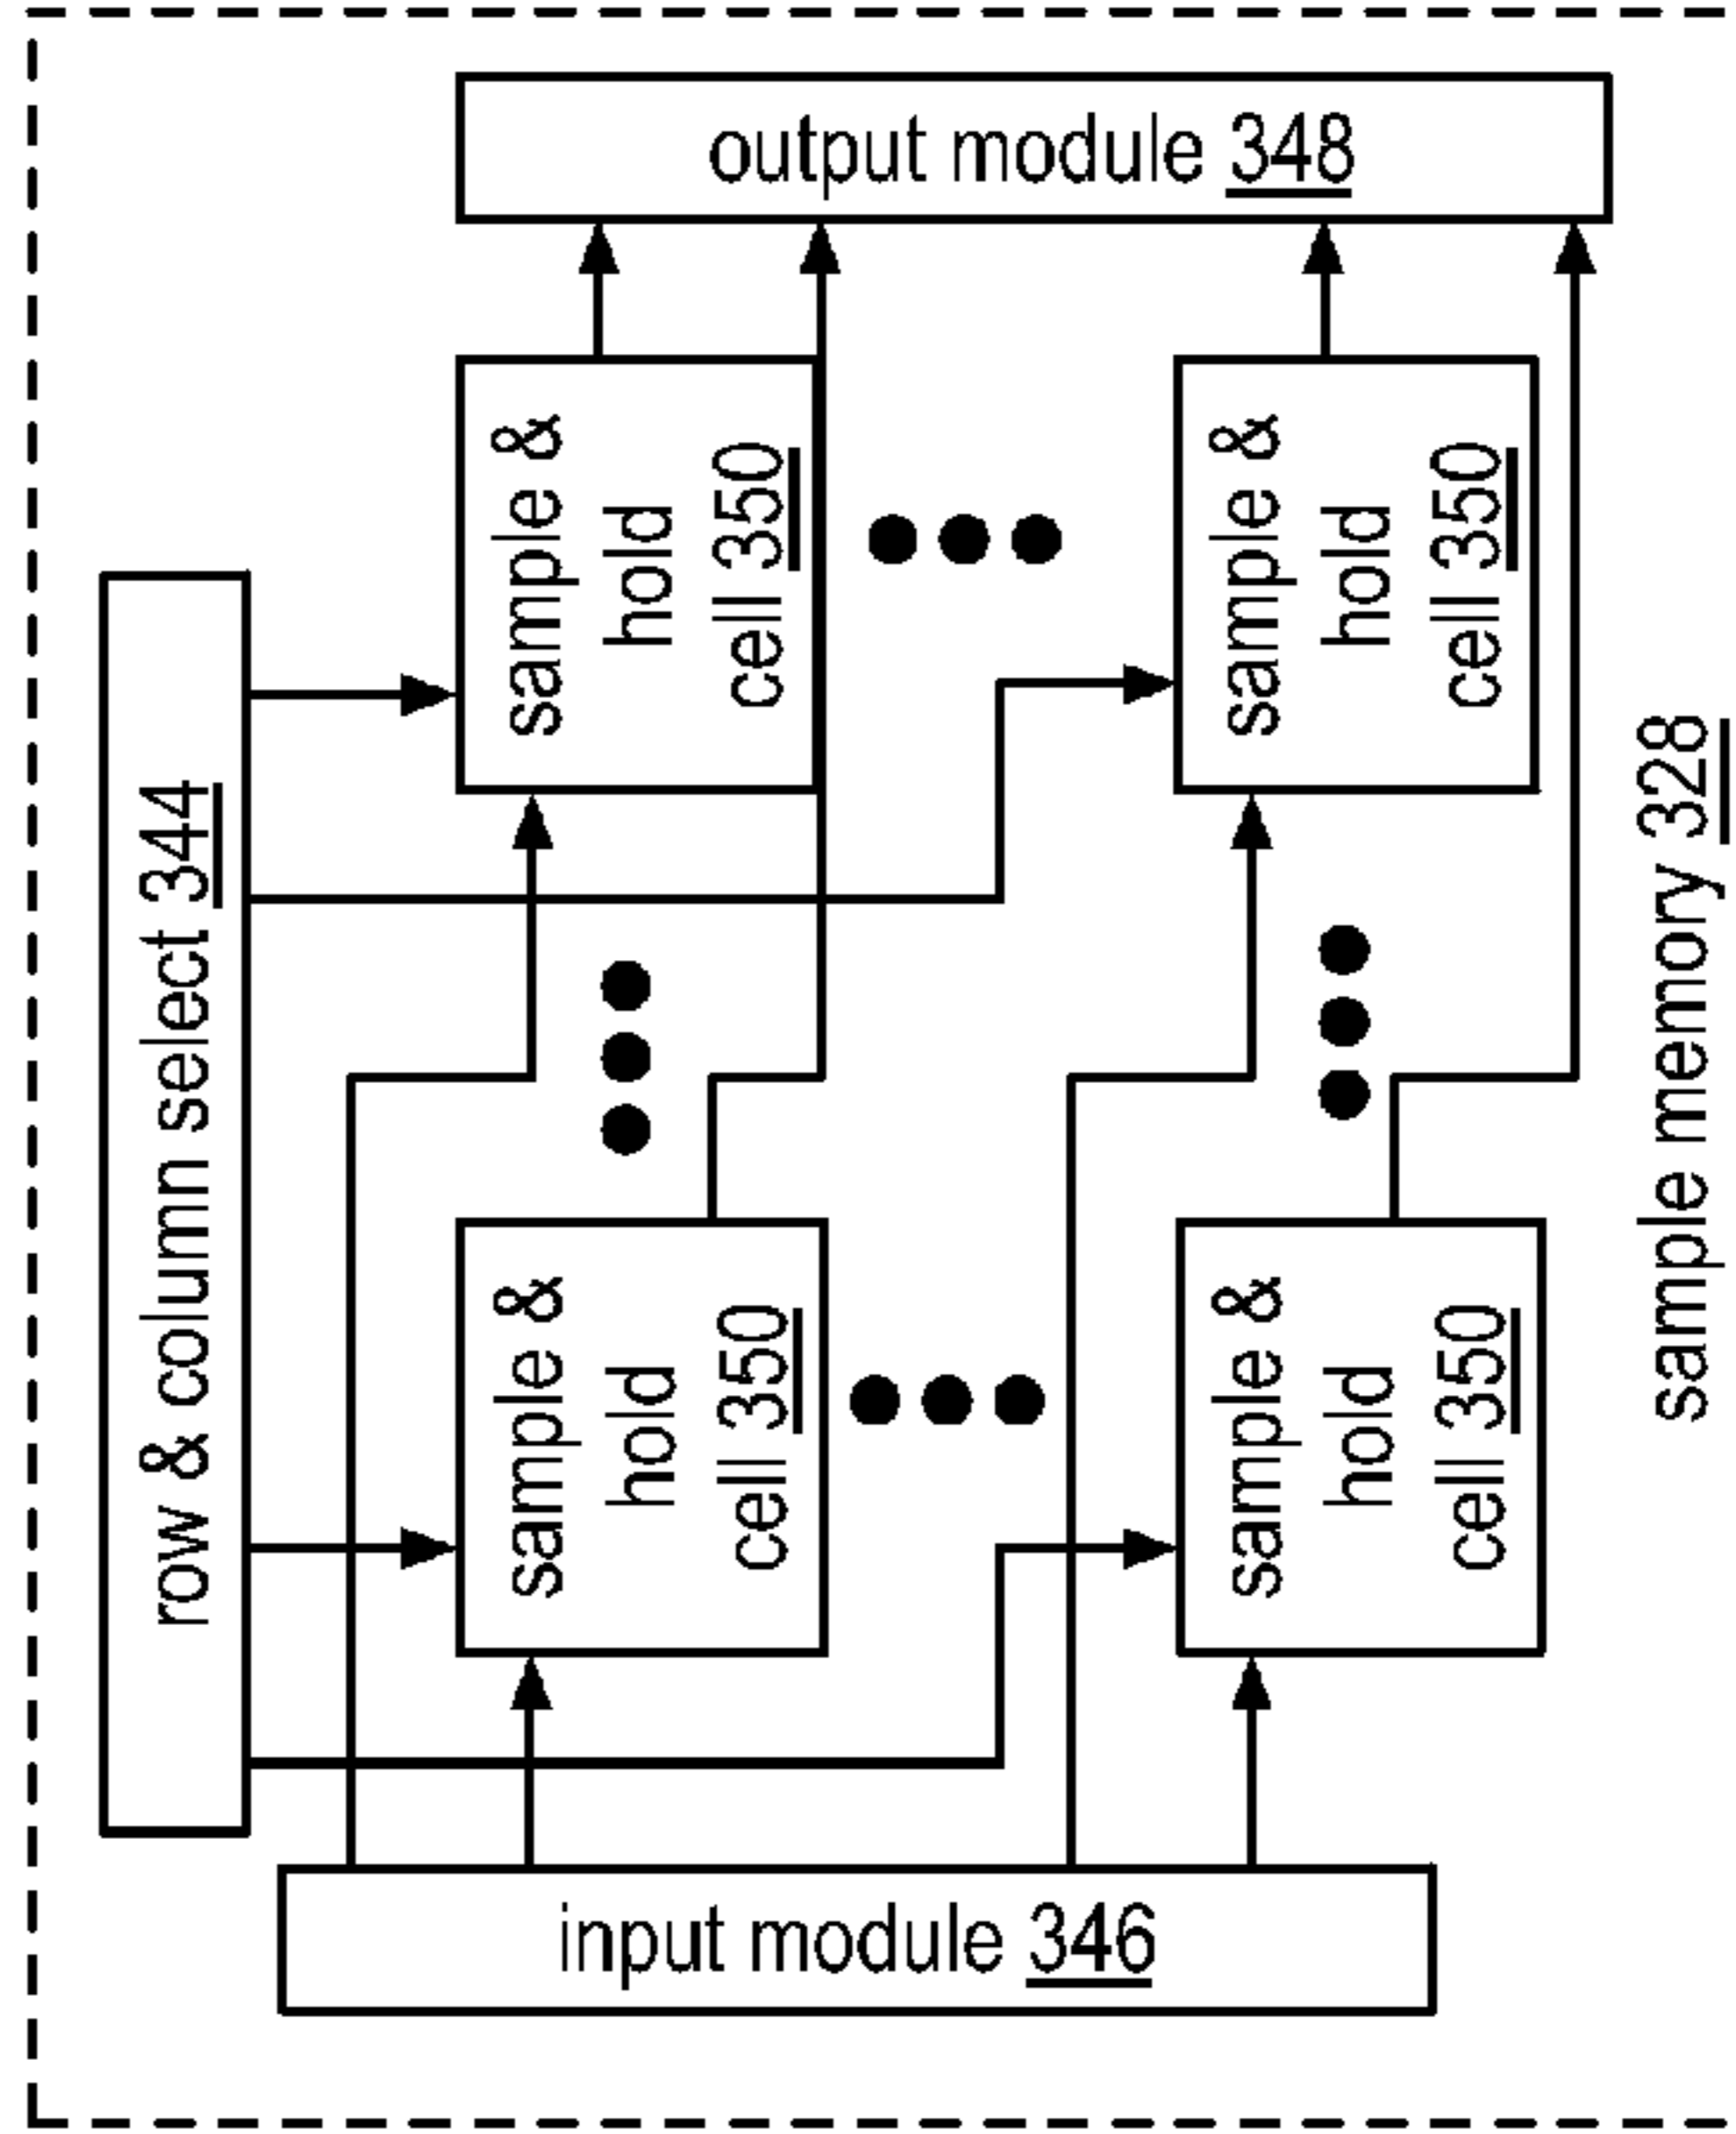 output module 348
row & column select 344
sample &
hold
cell 350
sample &
hold
cell 350
sample &
hold
cell 350
sample &
hold
cell 350
input module 346
sample memory 328